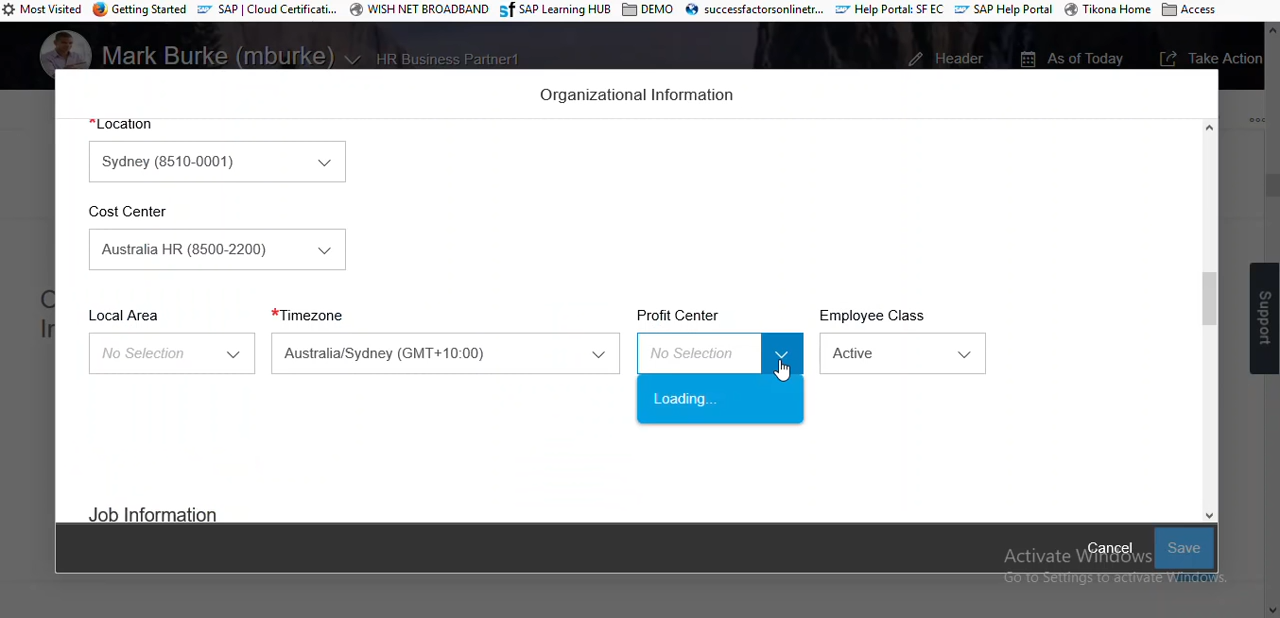 Most Visited Getting Started SAP | Cloud Certificati... WISH NET BROADBAND SAP Learning HUB DEMO successfactorsonlinetr... Help Portal: SF EC SAP Help Portal Tikona Home Access
Mark Burke (mburke) HR Business Partner1 Header As of Today Take Action
Organizational Information
*Location
Sydney (8510-0001)
Cost Center
Australia HR (8500-2200)
Local Area *Timezone Profit Center Employee Class
No Selection Australia/Sydney (GMT+10:00) No Selection Active
Loading...
Job Information
Support
Cancel Save
Activate Windows
Go to Settings to activate Windows.